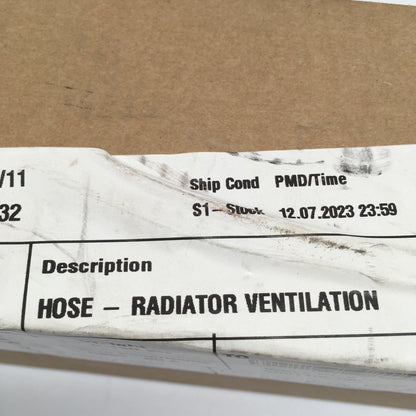 /11 Ship Cond PMD/Time
32 S1- Stock 12.07.2023 23:59
Description
HOSE – RADIATOR VENTILATION